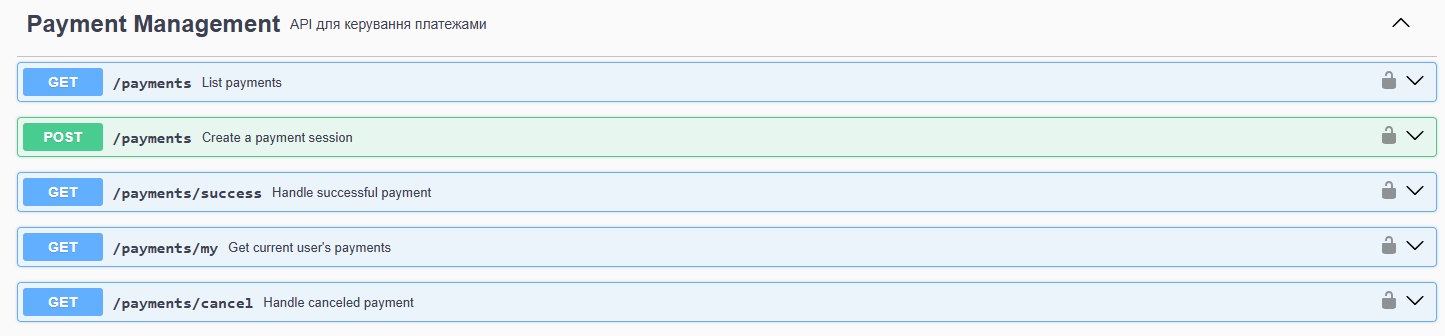 Payment Management API для керування платежами
GET /payments List payments
POST /payments Create a payment session
GET /payments/success Handle successful payment
GET /payments/my Get current user's payments
GET /payments/cancel Handle canceled payment